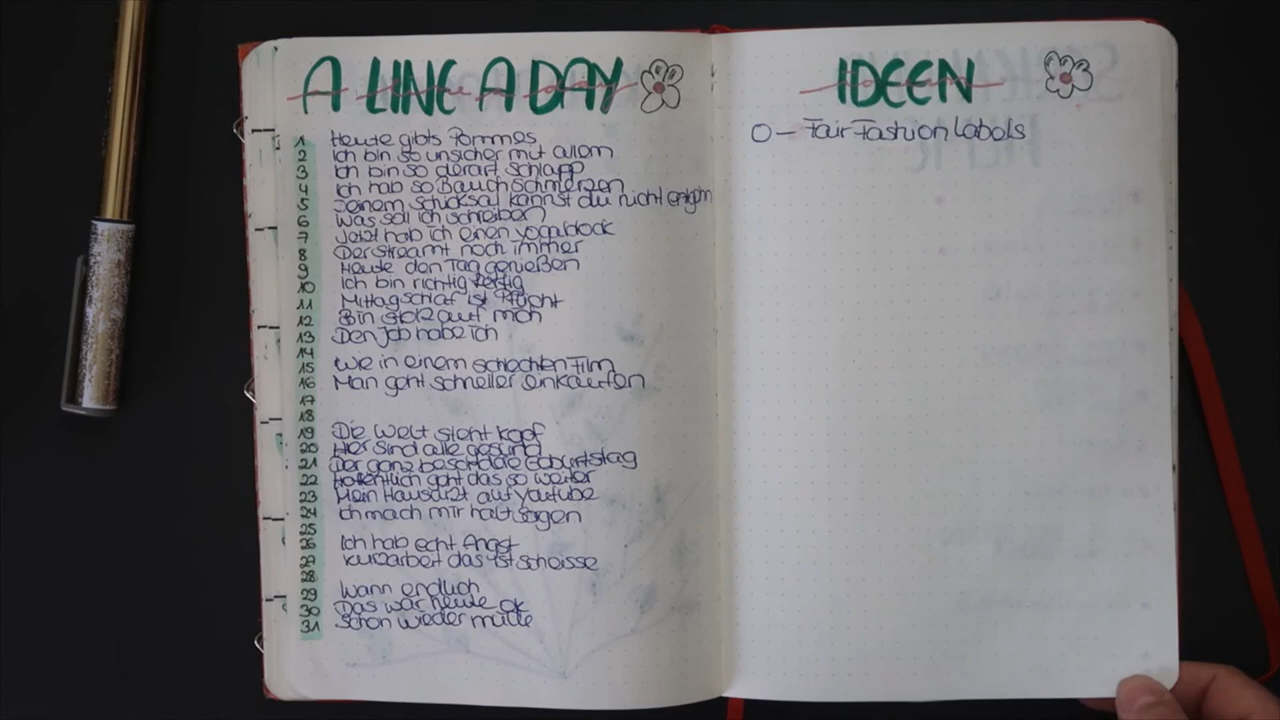 A LINE A DAY
1 Heute gibts Pommes
2 Ich bin so unsicher mit allem
3 Ich bin so derart schlapp
4 Ich hab so Bauchschmerzen
5 Deinem Schicksal kannst du nicht entgehn
6 Was soll ich schreiben
7 Jetzt hab ich einen Yogablock
8 Der streamt noch immer
9 Heute den Tag genießen
10 Ich bin richtig fertig
11 Mittagschlaf ist Pflicht
12 Bin stolz auf mich
13 Den Job habe ich
14
15 Wie in einem schlechten Film
16 Man geht schneller einkaufen
17
18
19 Die Welt steht kopf
20 Hier sind alle gesund
21 Der ganz besondere Geburtstag
22 Hoffentlich geht das so weiter
23 Mein Hausarzt auf Youtube
24 Ich mach mir halt Sorgen
25
26 Ich hab echt Angst
27 Kurzarbeit das ist scheisse
28
29 Wann endlich
30 Das war heute ok
31 Schon wieder müde
IDEEN
O - Fair Fashion Labels